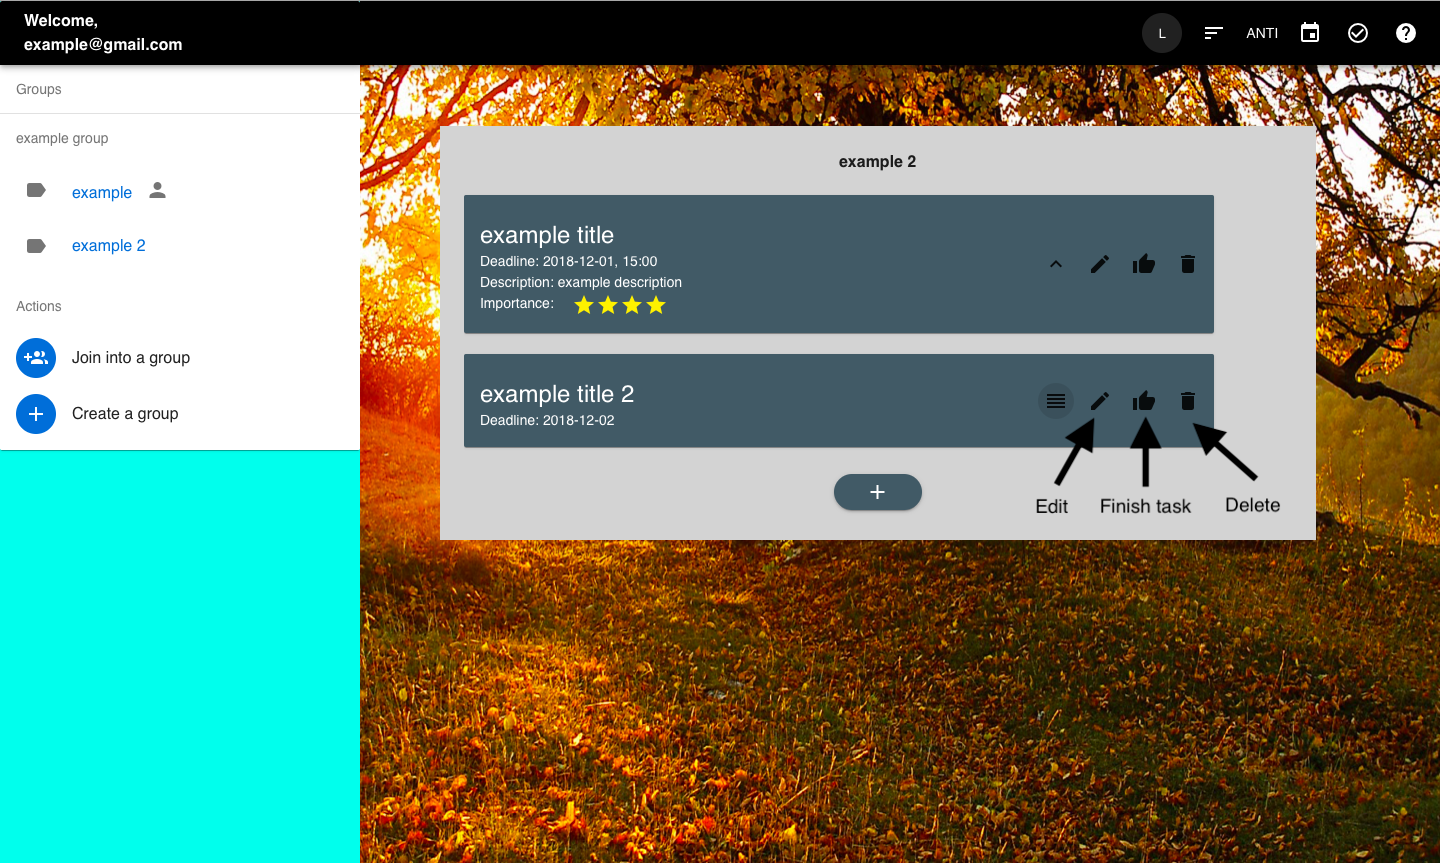 Welcome,
example@gmail.com
L
ANTI
Groups
example group
example
example 2
Actions
Join into a group
Create a group
example 2
example title
Deadline: 2018-12-01, 15:00
Description: example description
Importance:
example title 2
Deadline: 2018-12-02
Edit
Finish task
Delete